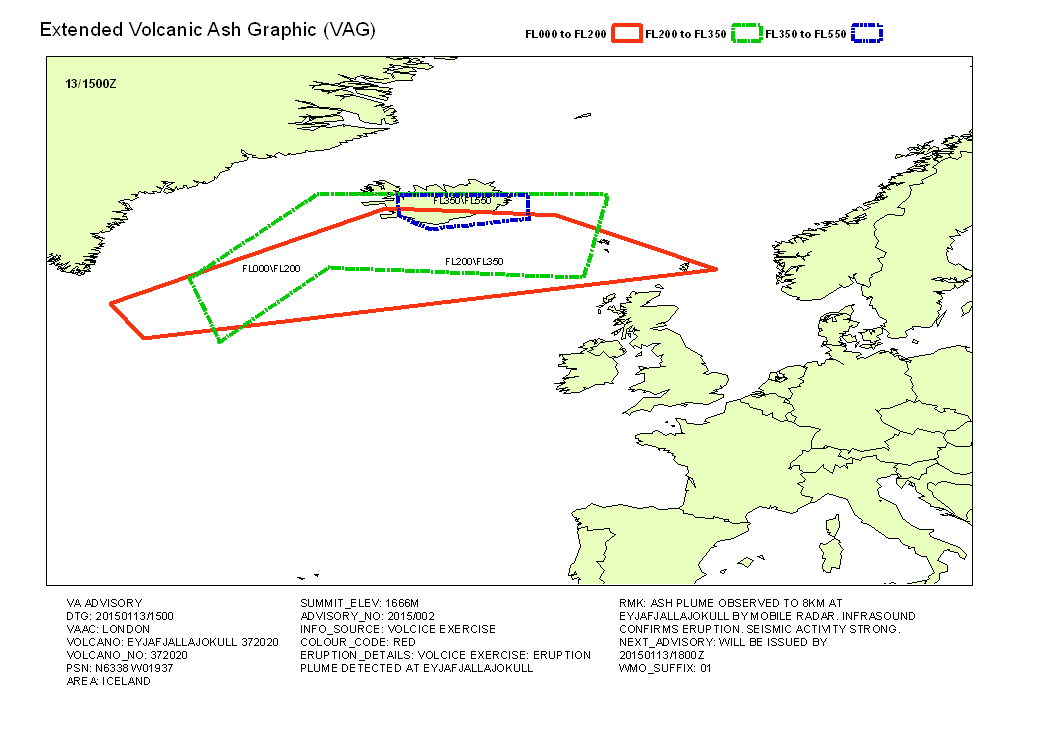 Extended Volcanic Ash Graphic (VAG)
FL000 to FL200 FL200 to FL350 FL350 to FL550
13/1500Z
FL350\FL550
FL000\FL200
FL200\FL350
VA ADVISORY
DTG: 20150113/1500
VAAC: LONDON
VOLCANO: EYJAFJALLAJOKULL 372020
VOLCANO_NO: 372020
PSN: N6338 W01937
AREA: ICELAND
SUMMIT_ELEV: 1666M
ADVISORY_NO: 2015/002
INFO_SOURCE: VOLCICE EXERCISE
COLOUR_CODE: RED
ERUPTION_DETAILS: VOLCICE EXERCISE: ERUPTION
PLUME DETECTED AT EYJAFJALLAJOKULL
RMK: ASH PLUME OBSERVED TO 8KM AT
EYJAFJALLAJOKULL BY MOBILE RADAR. INFRASOUND
CONFIRMS ERUPTION. SEISMIC ACTIVITY STRONG.
NEXT_ADVISORY: WILL BE ISSUED BY
20150113/1800Z
WMO_SUFFIX: 01